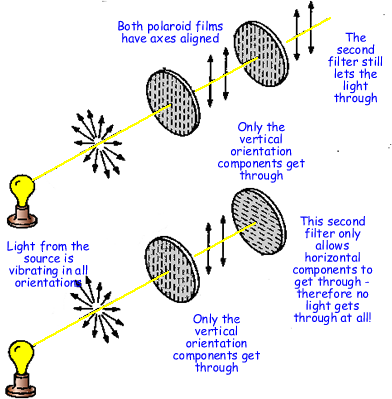 Both polaroid films
have axes aligned
The
second
filter still
lets the
light
through
Only the
vertical
orientation
components get
through
Light from the
source is
vibrating in all
orientations
This second
filter only
allows
horizontal
components to
get through -
therefore no
light gets
through at all!
Only the
vertical
orientation
components get
through